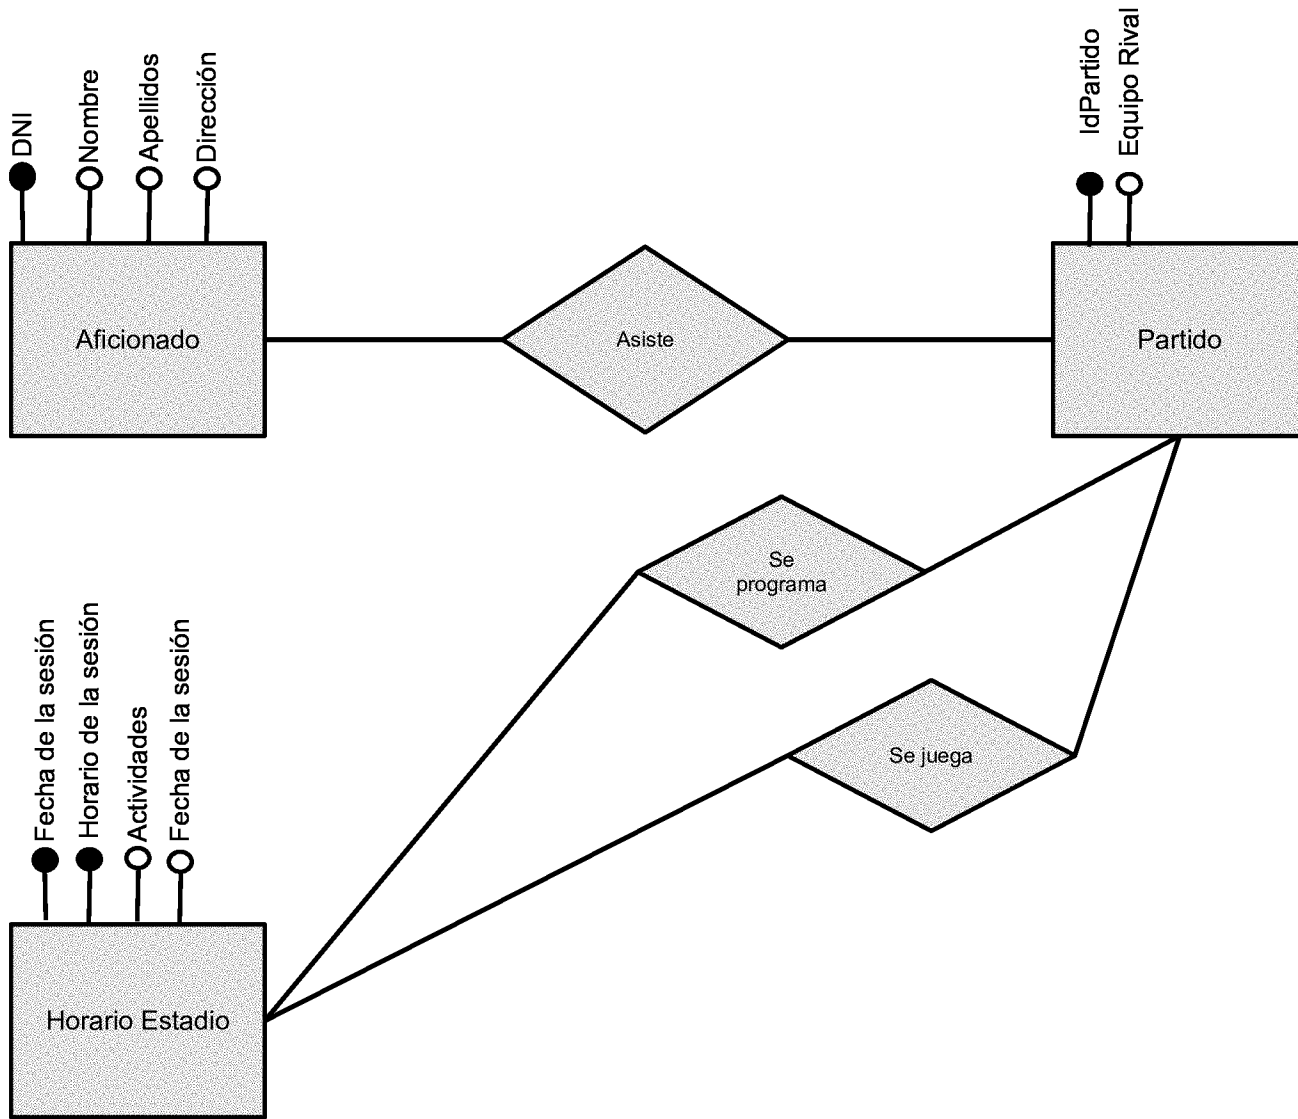 DNI
Nombre
Apellidos
Dirección
IdPartido
Equipo Rival
Aficionado
Asiste
Partido
Se
programa
Se juega
Fecha de la sesión
Horario de la sesión
Actividades
Fecha de la sesión
Horario Estadio